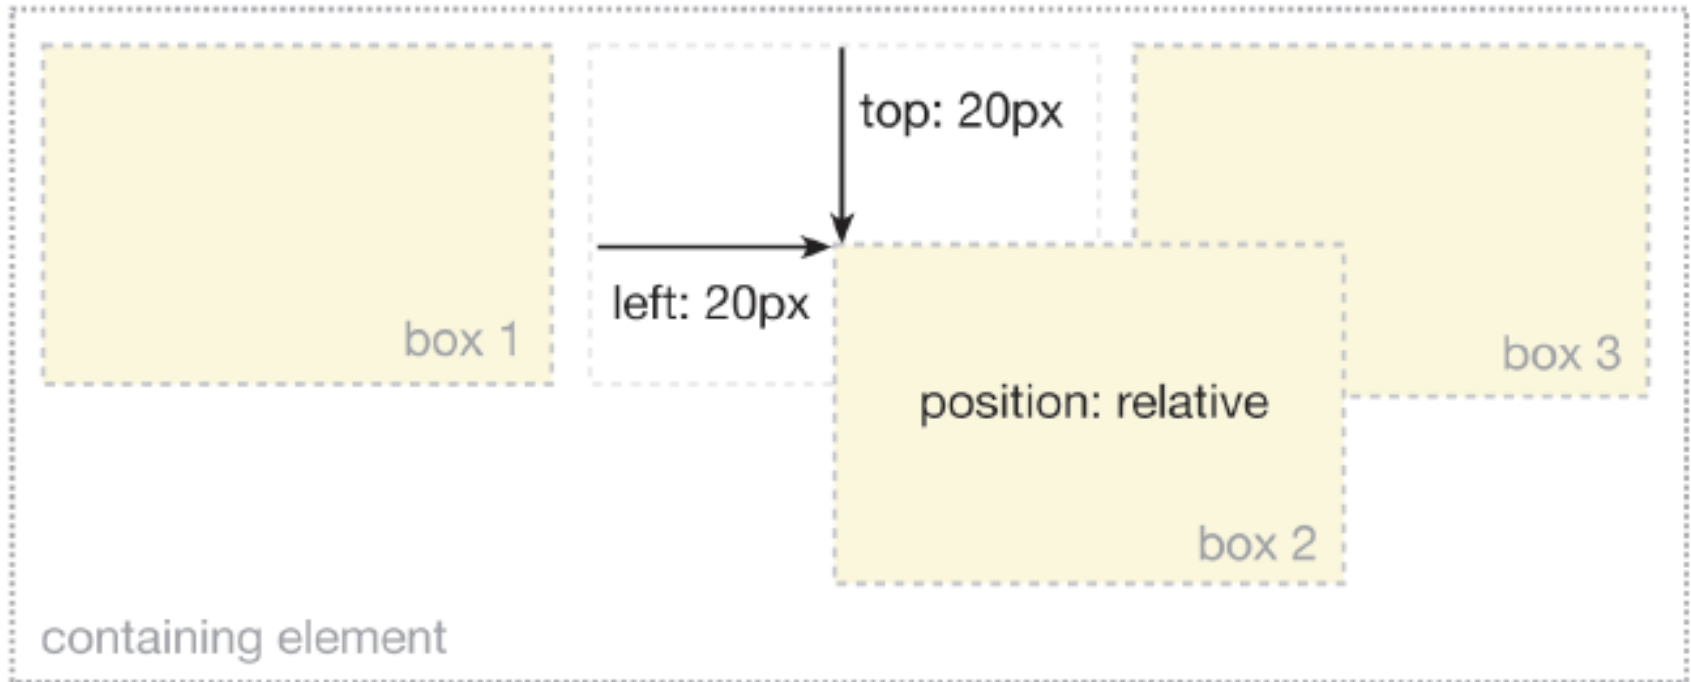 top: 20px
left: 20px
box 1
box 3
position: relative
box 2
containing element